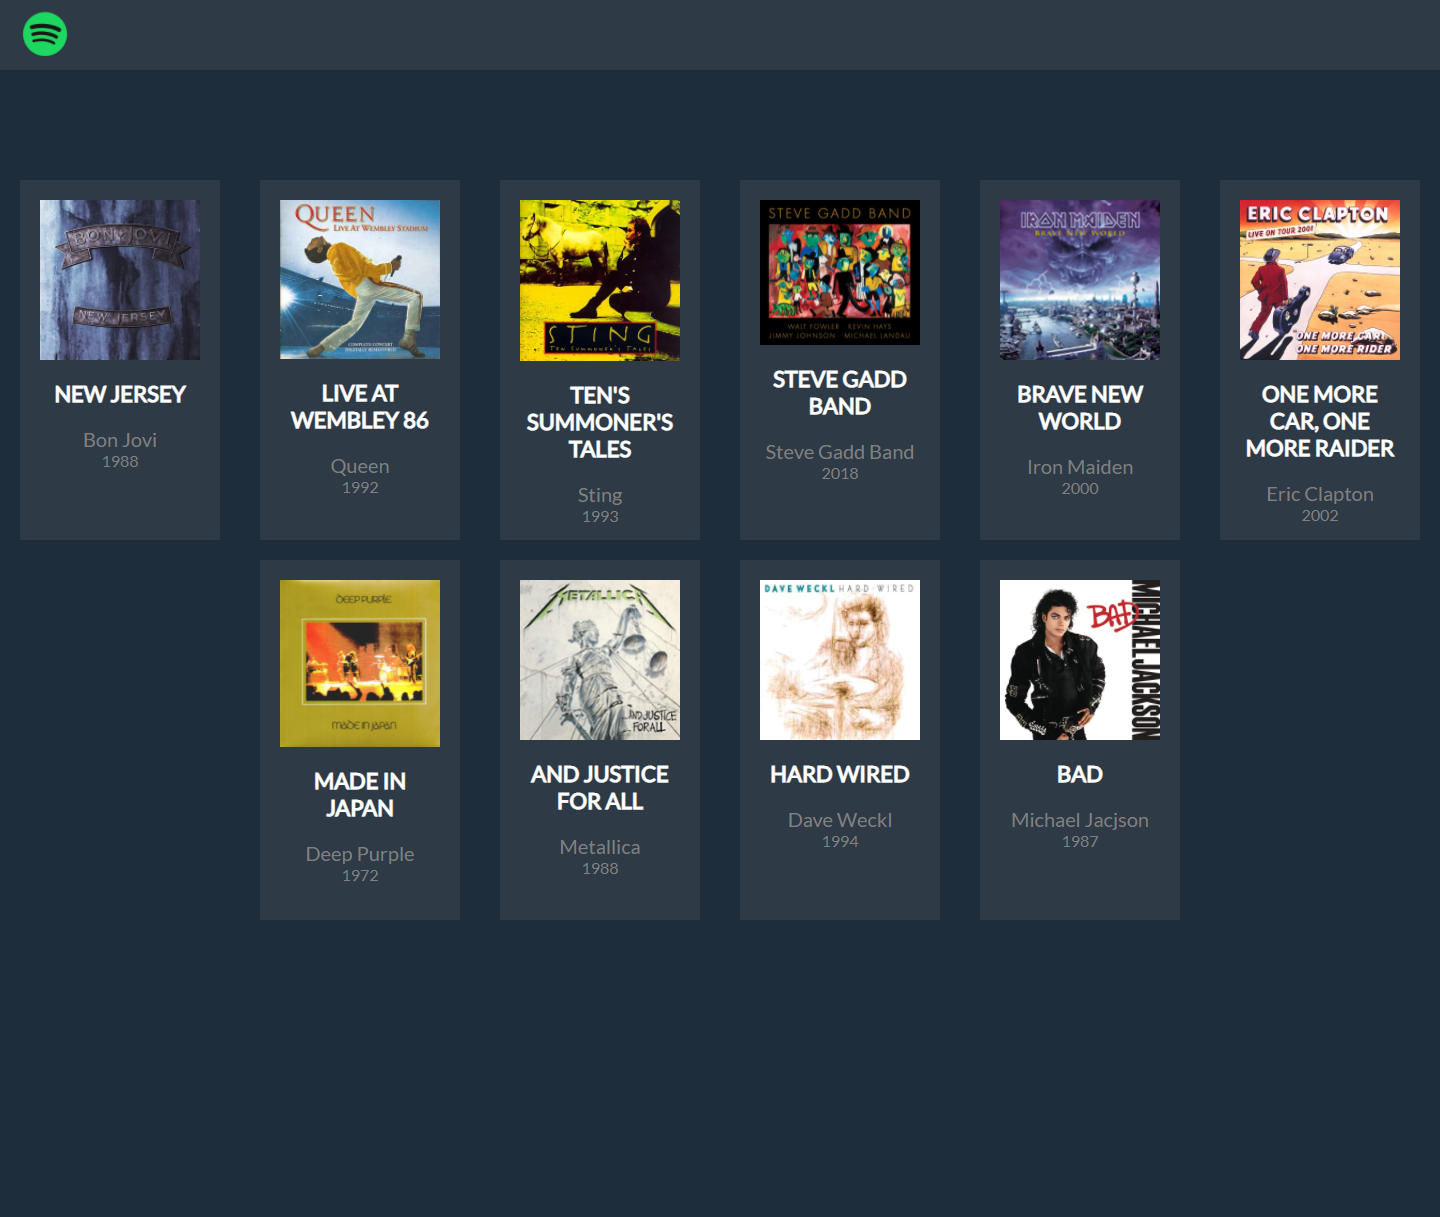 BON JOVI
NEW JERSEY
NEW JERSEY
Bon Jovi
1988
QUEEN
LIVE AT WEMBLEY STADIUM
COMPLETE CONCERT
DIGITALLY REMASTERED
LIVE AT
WEMBLEY 86
Queen
1992
STING
TEN SUMMONER'S TALES
TEN'S
SUMMONER'S
TALES
Sting
1993
STEVE GADD BAND
WALT FOWLER KEVIN HAYS
JIMMY JOHNSON MICHAEL LANDAU
STEVE GADD
BAND
Steve Gadd Band
2018
IRON MAIDEN
BRAVE NEW WORLD
BRAVE NEW
WORLD
Iron Maiden
2000
ERIC CLAPTON
LIVE ON TOUR 2001
ONE MORE CAR
ONE MORE RIDER
ONE MORE
CAR, ONE
MORE RAIDER
Eric Clapton
2002
DEEP PURPLE
MADE IN JAPAN
MADE IN
JAPAN
Deep Purple
1972
METALLICA
...AND JUSTICE
FOR ALL
AND JUSTICE
FOR ALL
Metallica
1988
DAVE WECKL HARD-WIRED
HARD WIRED
Dave Weckl
1994
BAD
MICHAEL JACKSON
BAD
Michael Jacjson
1987